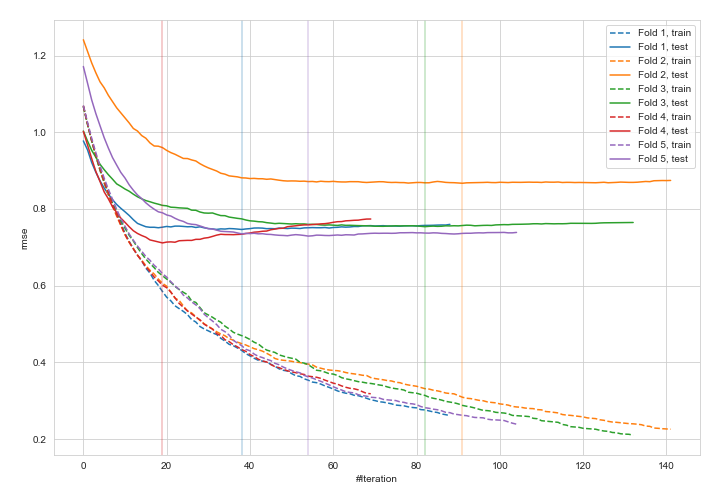 Fold 1, train
Fold 1, test
Fold 2, train
Fold 2, test
Fold 3, train
Fold 3, test
Fold 4, train
Fold 4, test
Fold 5, train
Fold 5, test
1.2
1.0
0.8
0.6
0.4
0.2
rmse
0 20 40 60 80 100 120 140
#Iteration